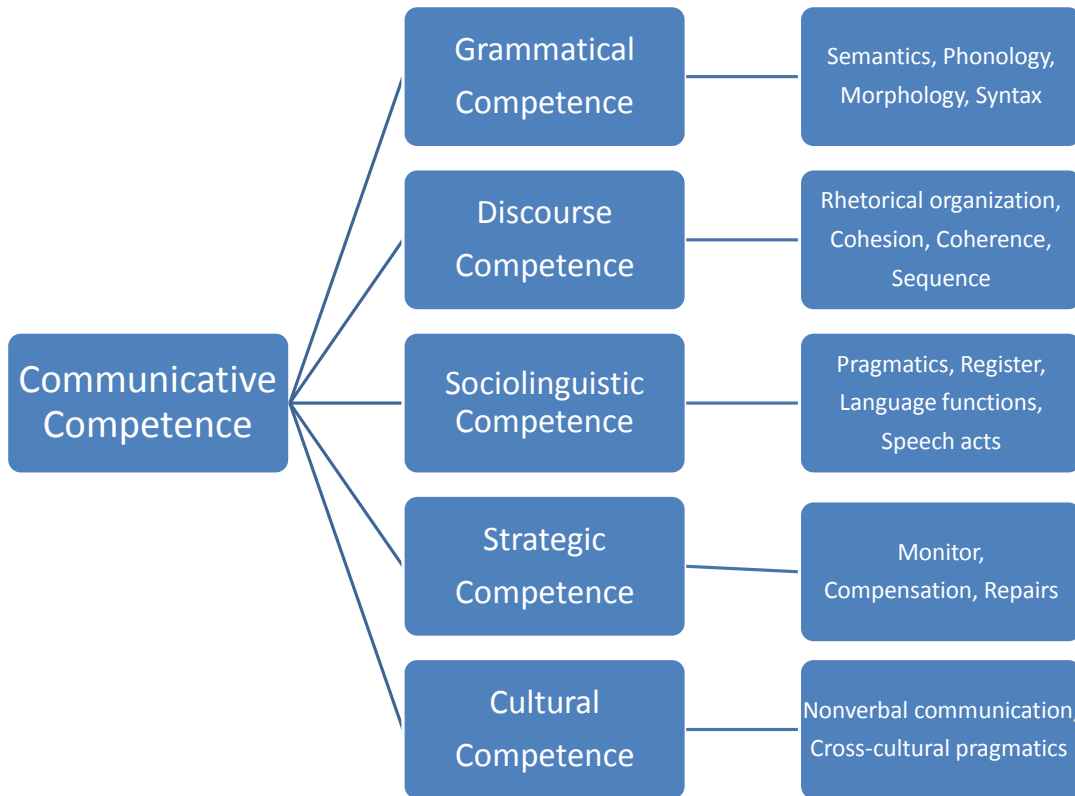 Communicative
Competence
Grammatical
Competence
Semantics, Phonology,
Morphology, Syntax
Discourse
Competence
Rhetorical organization,
Cohesion, Coherence,
Sequence
Sociolinguistic
Competence
Pragmatics, Register,
Language functions,
Speech acts
Strategic
Competence
Monitor,
Compensation, Repairs
Cultural
Competence
Nonverbal communication,
Cross-cultural pragmatics